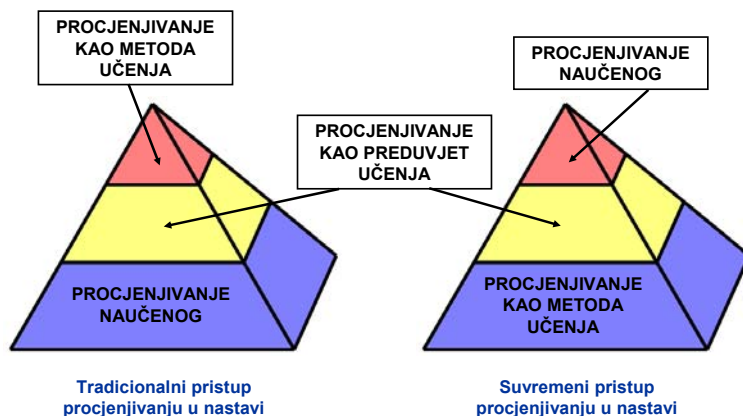 PROCJENJIVANJE
KAO METODA
UČENJA
PROCJENJIVANJE
NAUČENOG
PROCJENJIVANJE
KAO PREDUVJET
UČENJA
PROCJENJIVANJE
NAUČENOG
PROCJENJIVANJE
KAO METODA
UČENJA
Tradicionalni pristup
procjenjivanju u nastavi
Suvremeni pristup
procjenjivanju u nastavi